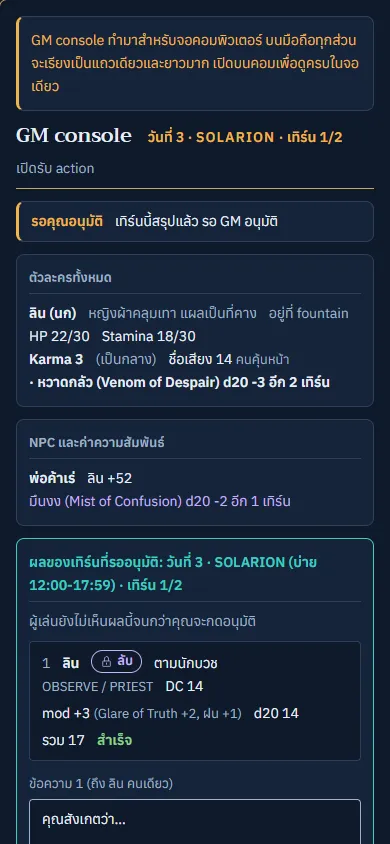 GM console ทำมาสำหรับจอคอมพิวเตอร์ บนมือถือทุกส่วน
จะเรียงเป็นแถวเดียวและยาวมาก เปิดบนคอมเพื่อดูครบในจอ
เดียว
GM console วันที่ 3 · SOLARION · เทิร์น 1/2
เปิดรับ action
รอคุณอนุมัติ เทิร์นนี้สรุปแล้ว รอ GM อนุมัติ
ตัวละครทั้งหมด
ลิน (นก) หญิงผ้าคลุมเทา แผลเป็นที่คาง อยู่ที่ fountain
HP 22/30 Stamina 18/30
Karma 3 (เป็นกลาง) ชื่อเสียง 14 คนคุ้นหน้า
· หวาดกลัว (Venom of Despair) d20 -3 อีก 2 เทิร์น
NPC และค่าความสัมพันธ์
พ่อค้าเร่ ลิน +52
มึนงง (Mist of Confusion) d20 -2 อีก 1 เทิร์น
ผลของเทิร์นที่รออนุมัติ: วันที่ 3 · SOLARION (บ่าย
12:00-17:59) · เทิร์น 1/2
ผู้เล่นยังไม่เห็นผลนี้จนกว่าคุณจะกดอนุมัติ
1 ลิน ลับ ตามนักบวช
OBSERVE / PRIEST DC 14
mod +3 (Glare of Truth +2, ฝน +1) d20 14
รวม 17 สำเร็จ
ข้อความ 1 (ถึง ลิน คนเดียว)
คุณสังเกตว่า...